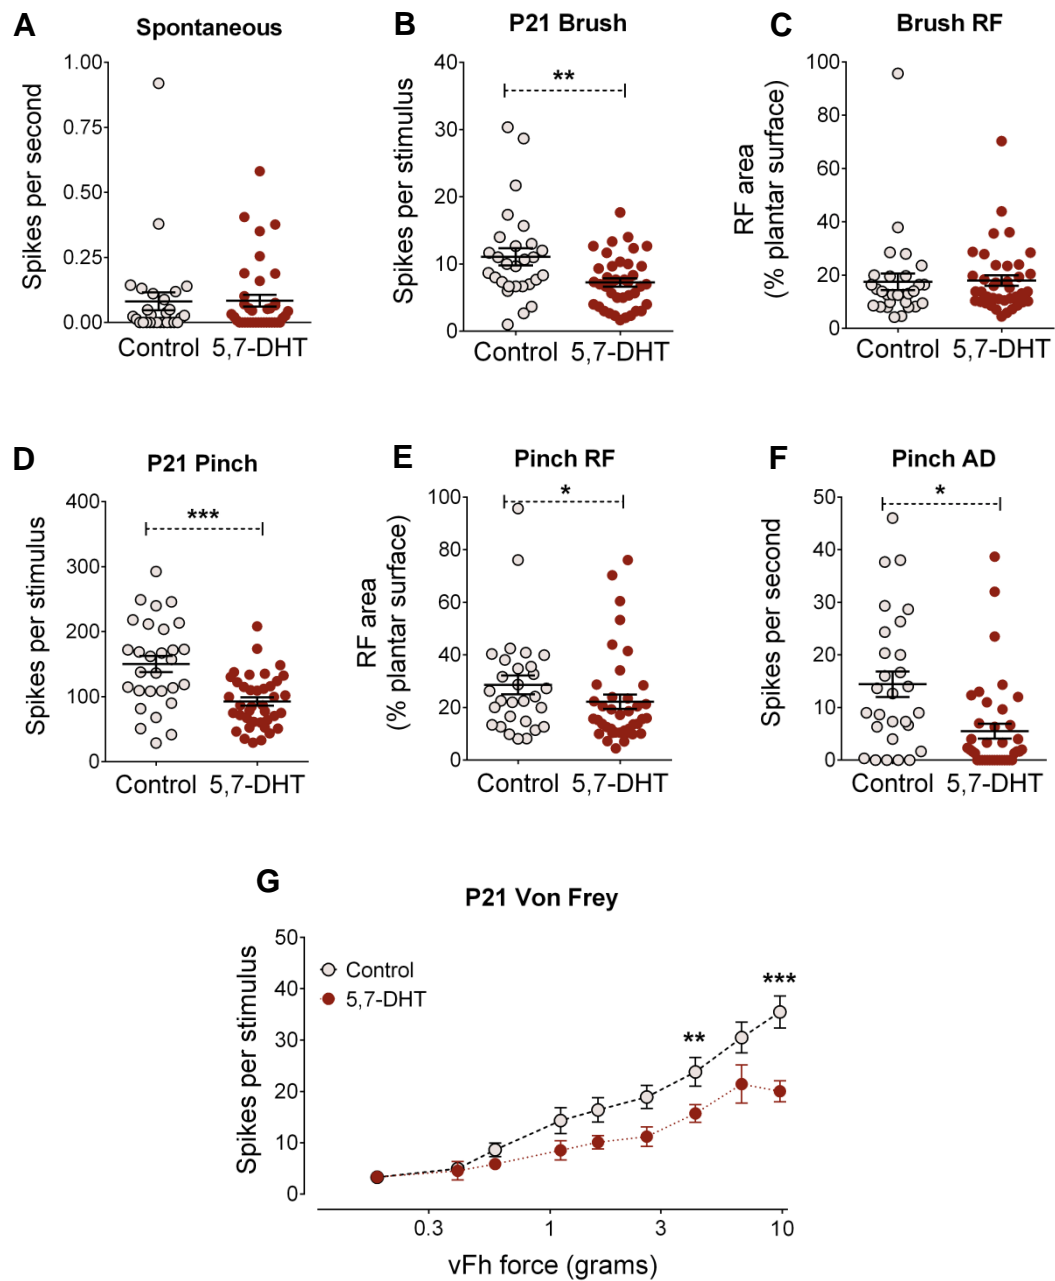 A
Spontaneous
Spikes per second
1.00
0.75
0.50
0.25
0.00
Control
5,7-DHT
B
P21 Brush
Spikes per stimulus
40
30
20
10
0
**
Control
5,7-DHT
C
Brush RF
RF area
(% plantar surface)
100
80
60
40
20
0
Control
5,7-DHT
D
P21 Pinch
Spikes per stimulus
400
300
200
100
0
***
Control
5,7-DHT
E
Pinch RF
RF area
(% plantar surface)
100
80
60
40
20
0
*
Control
5,7-DHT
F
Pinch AD
Spikes per second
50
40
30
20
10
0
*
Control
5,7-DHT
G
P21 Von Frey
Spikes per stimulus
50
40
30
20
10
0
Control
5,7-DHT
**
***
0.3
1
3
10
vFh force (grams)